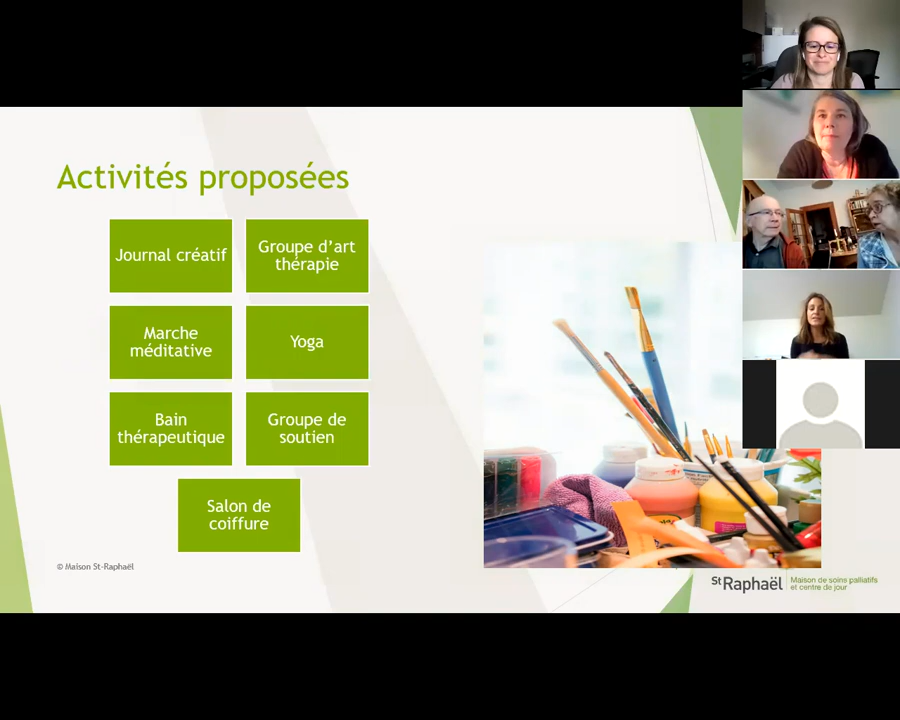 Activités proposées
Journal créatif
Groupe d'art
thérapie
Marche
méditative
Yoga
Bain
thérapeutique
Groupe de
soutien
Salon de
coiffure
© Maison St-Raphaël
St Raphaël
Maison de soins palliatifs
et centre de jour